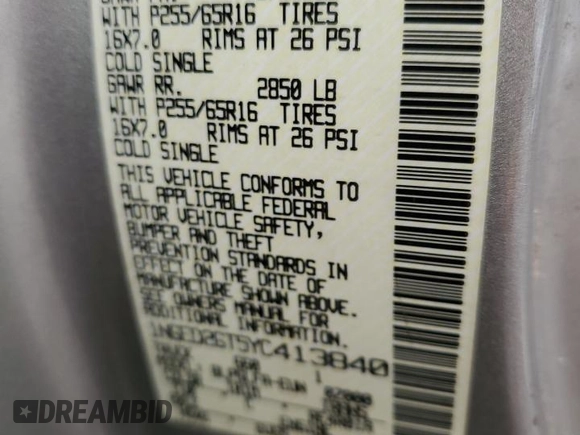 WITH P255/65R16 TIRES
16X7.0 RIMS AT 26 PSI
COLD SINGLE
GAWR RR. 2850 LB
WITH P255/65R16 TIRES
16X7.0 RIMS AT 26 PSI
COLD SINGLE
THIS VEHICLE CONFORMS TO
ALL APPLICABLE FEDERAL
MOTOR VEHICLE SAFETY,
BUMPER AND THEFT
PREVENTION STANDARDS IN
EFFECT ON THE DATE OF
MANUFACTURE SHOWN ABOVE.
SEE OWNERS MANUAL FOR
ADDITIONAL INFORMATION.
1N6ED26T5YC413840
DREAMBID